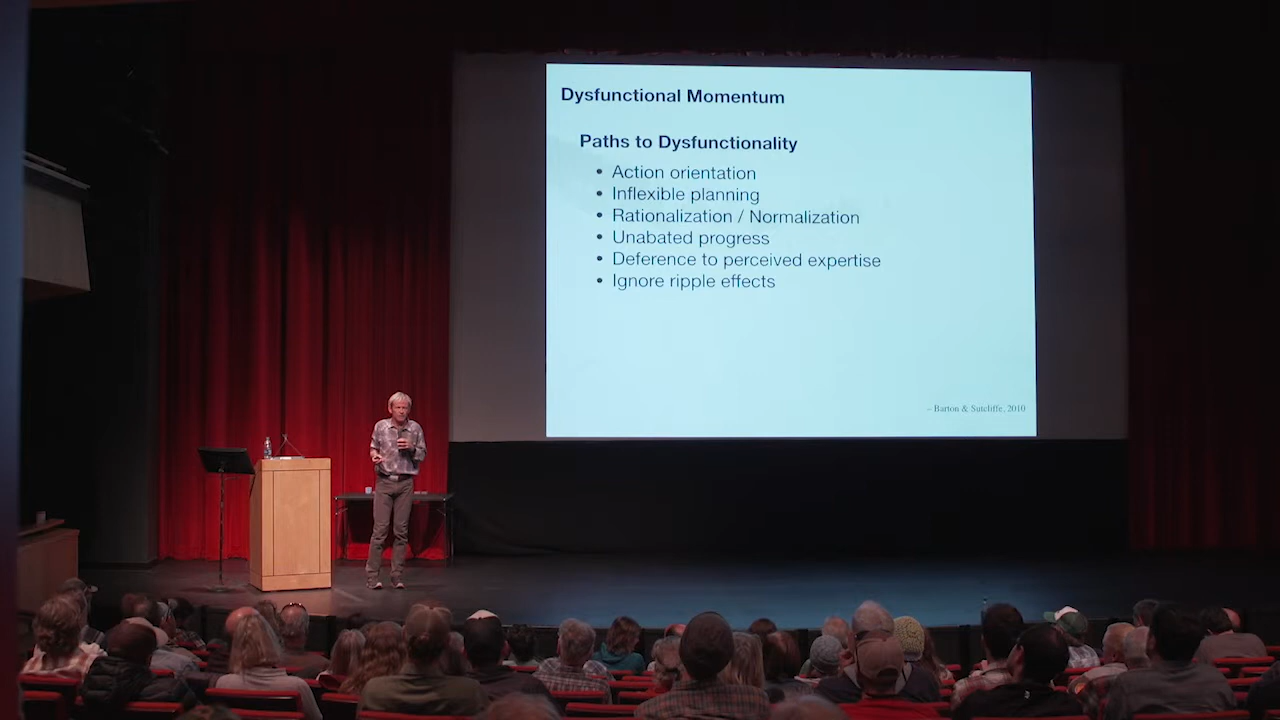 Dysfunctional Momentum
Paths to Dysfunctionality
• Action orientation
• Inflexible planning
• Rationalization / Normalization
• Unabated progress
• Deference to perceived expertise
• Ignore ripple effects
– Barton & Sutcliffe, 2010